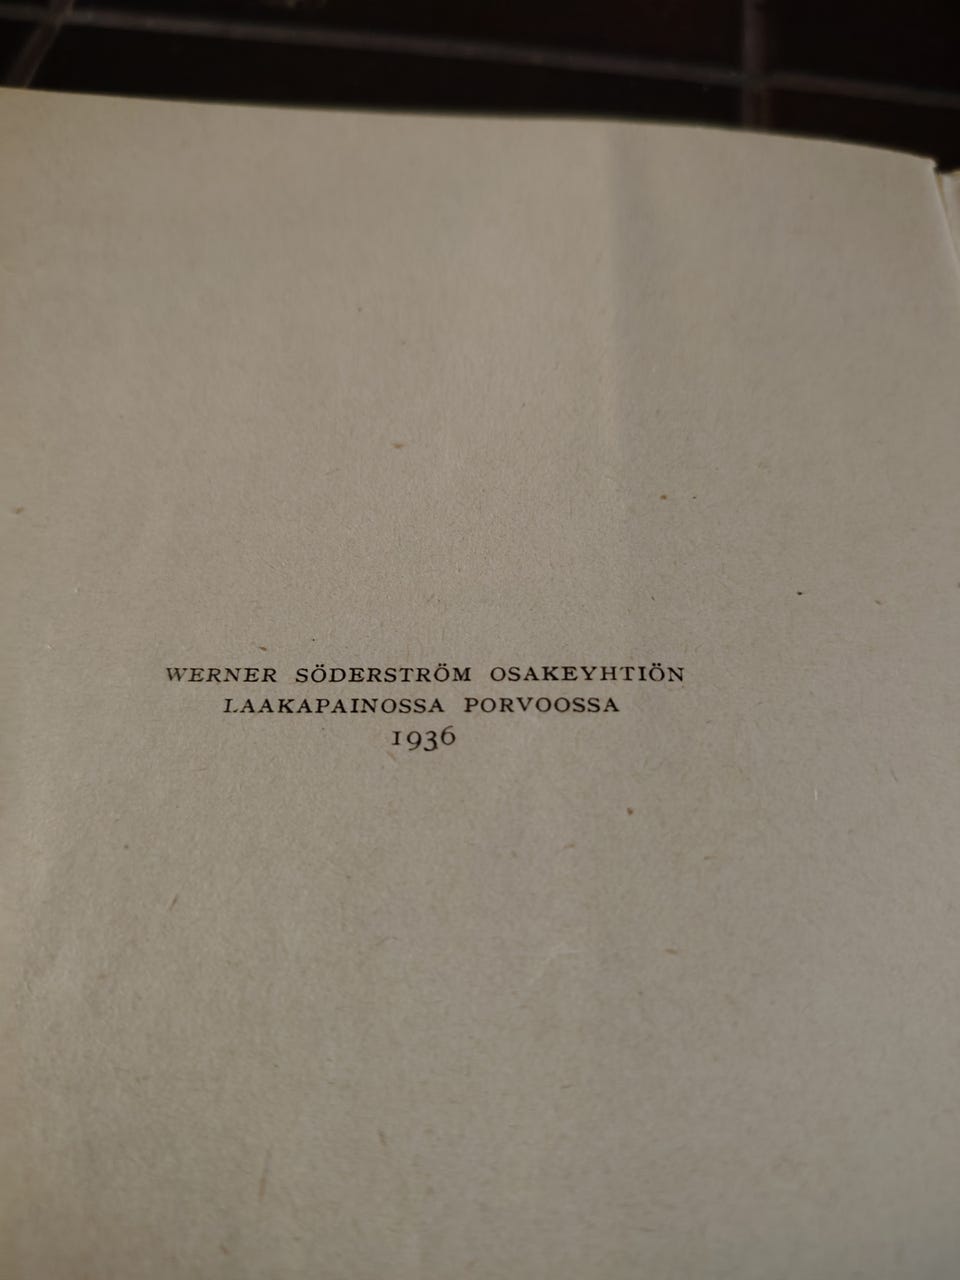 WERNER SÖDERSTRÖM OSAKEYHTIÖN
LAAKAPAINOSSA PORVOOSSA
1936